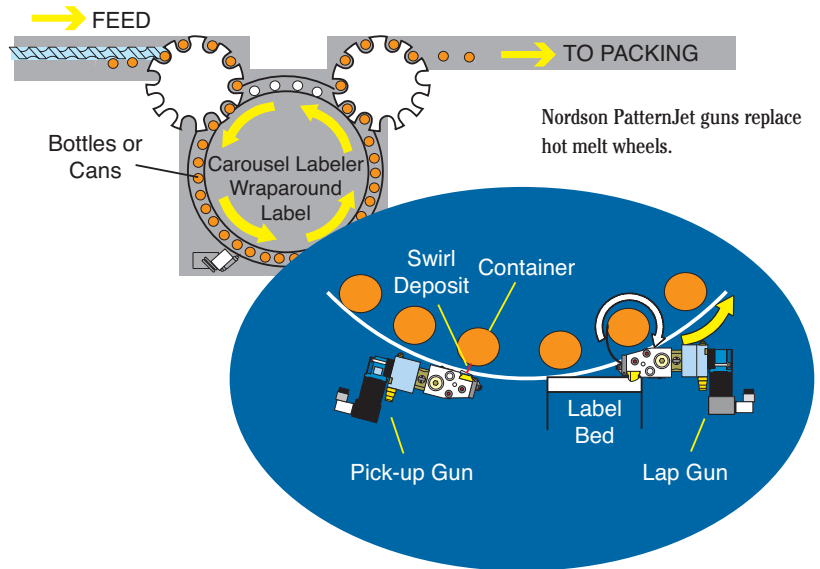 FEED
TO PACKING
Nordson PatternJet guns replace
hot melt wheels.
Bottles or
Cans
Carousel Labeler
Wraparound
Label
Swirl
Deposit
Container
Label
Bed
Pick-up Gun
Lap Gun